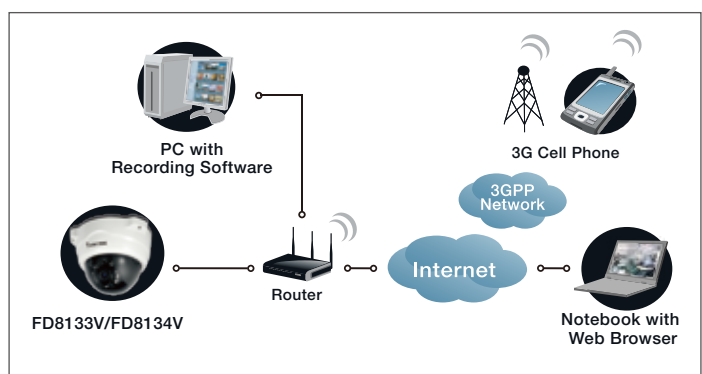 PC with
Recording Software
3G Cell Phone
3GPP
Network
Internet
Router
FD8133V/FD8134V
Notebook with
Web Browser